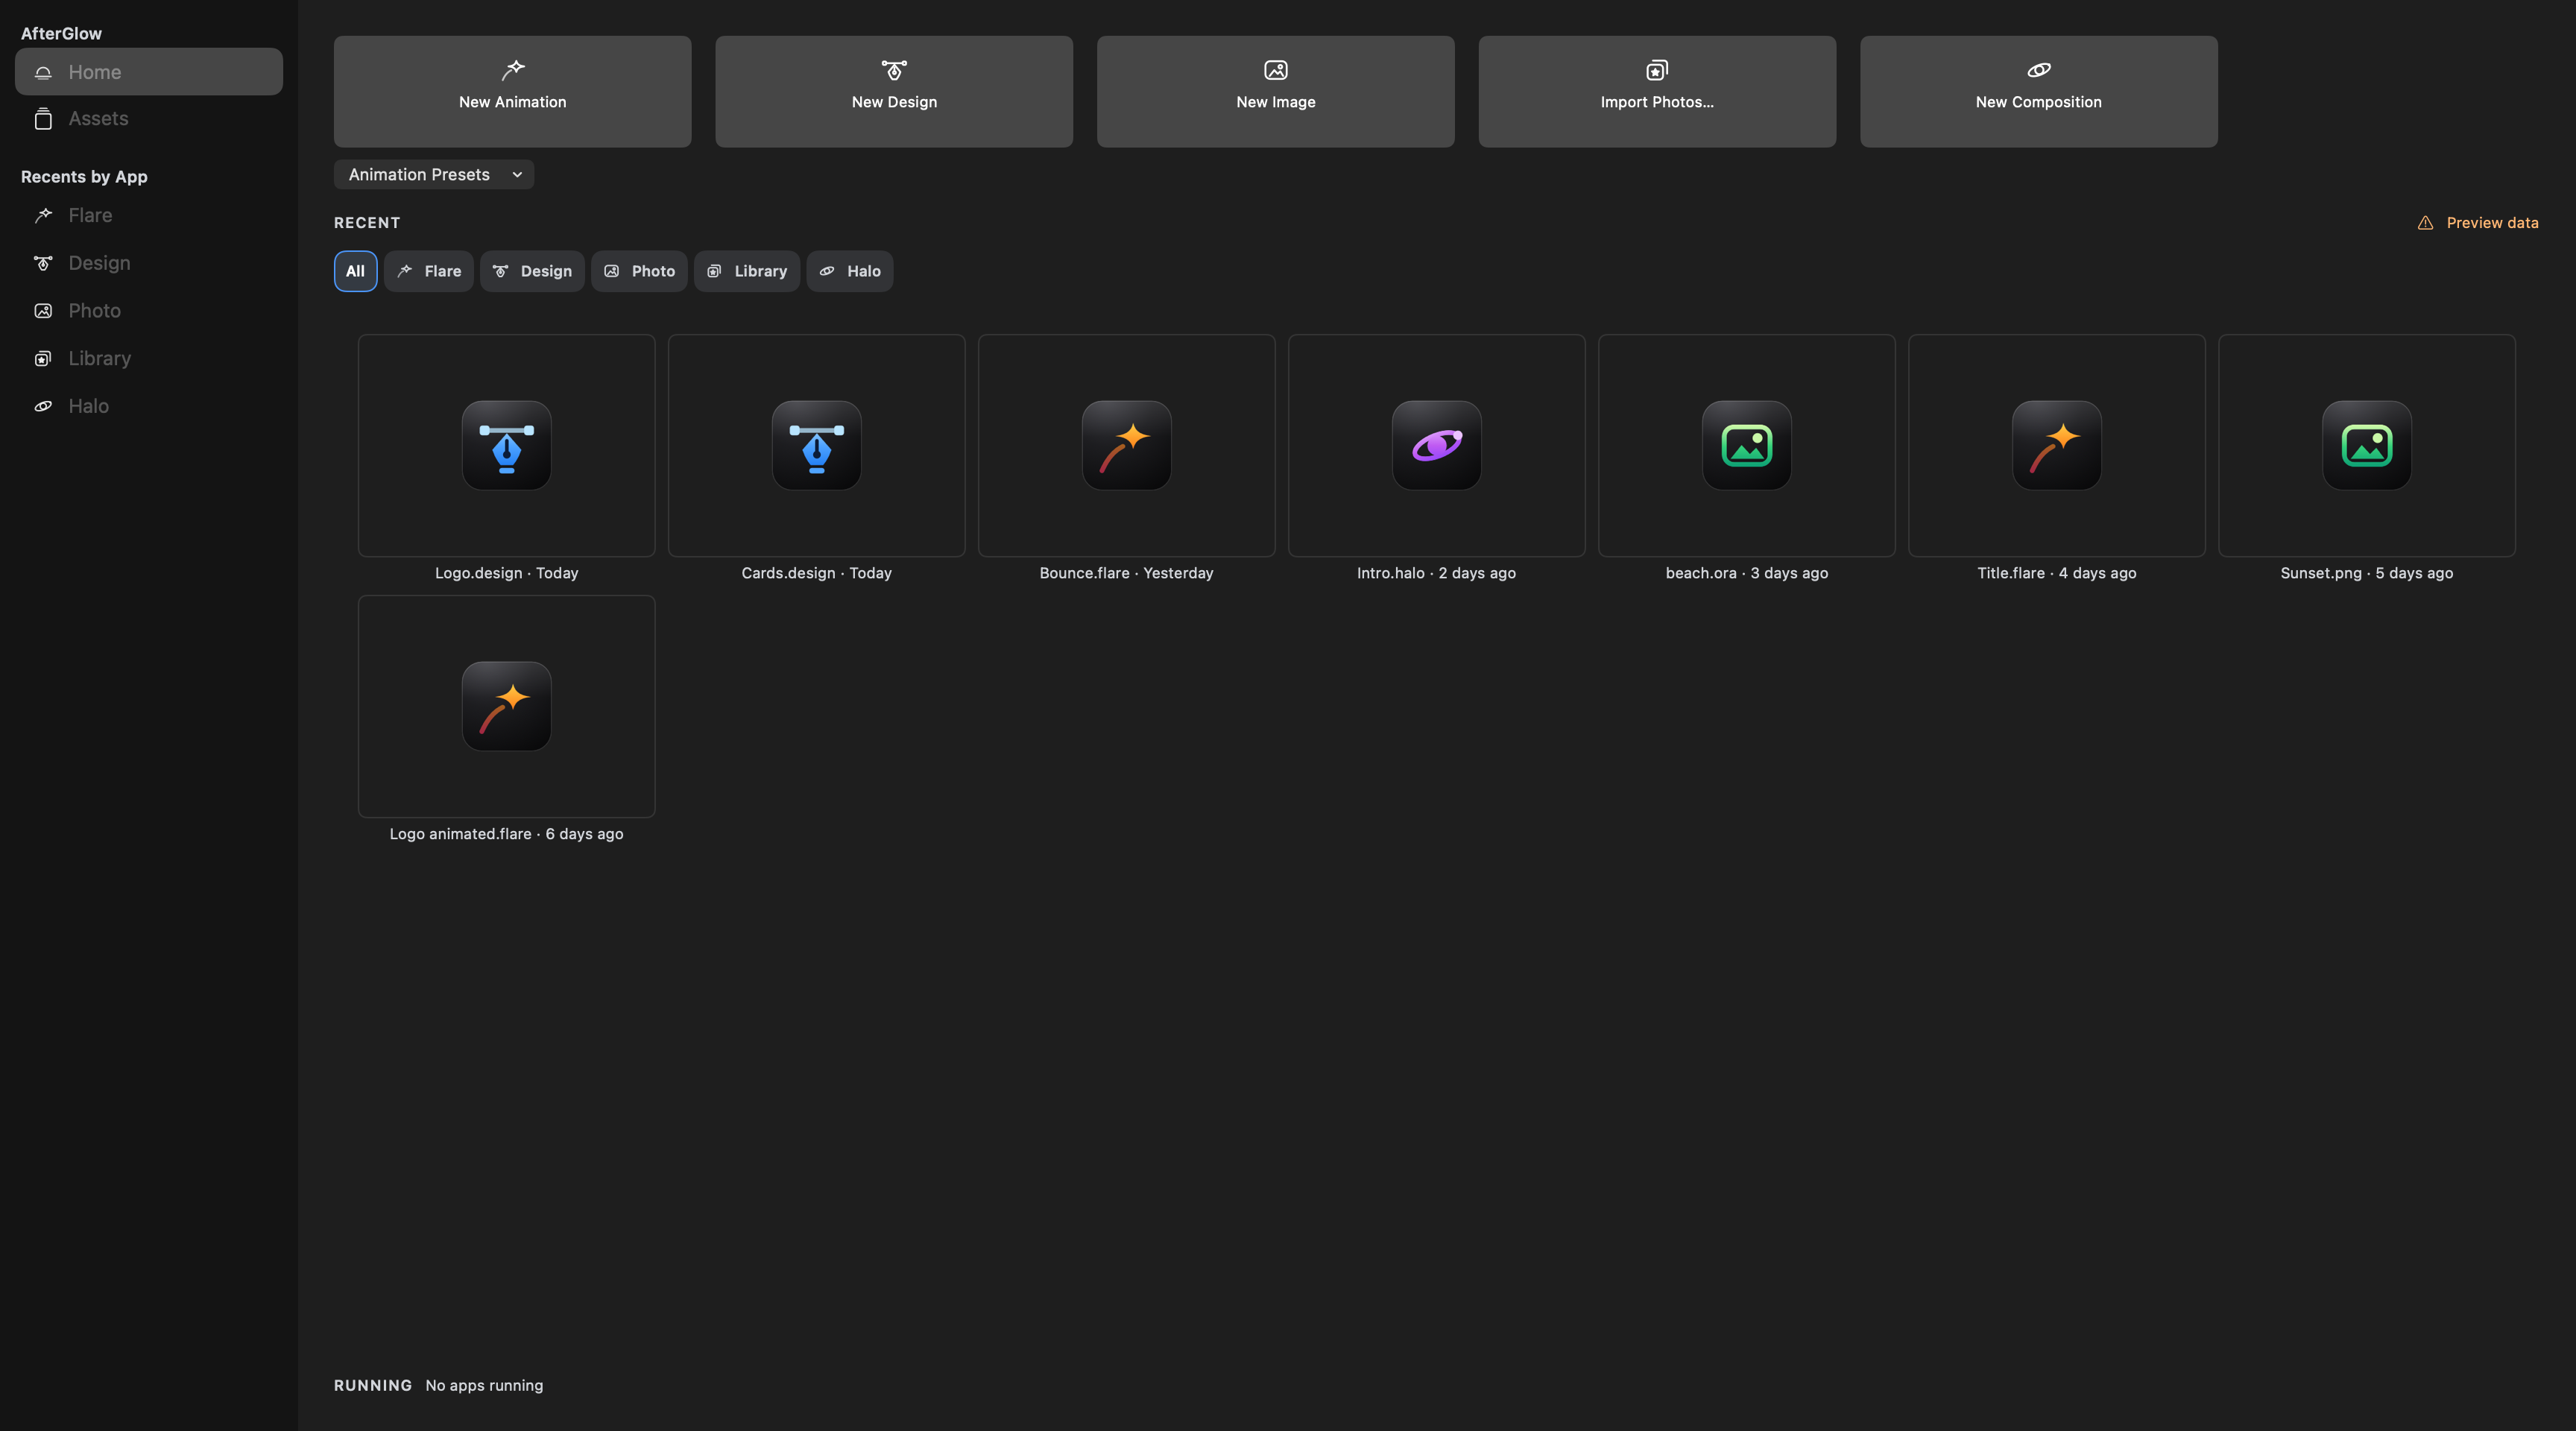 AfterGlow
Home
Assets
Recents by App
Flare
Design
Photo
Library
Halo
New Animation
New Design
New Image
Import Photos...
New Composition
Animation Presets
RECENT
Preview data
All
Flare
Design
Photo
Library
Halo
Logo.design · Today
Cards.design · Today
Bounce.flare · Yesterday
Intro.halo · 2 days ago
beach.ora · 3 days ago
Title.flare · 4 days ago
Sunset.png · 5 days ago
Logo animated.flare · 6 days ago
RUNNING No apps running